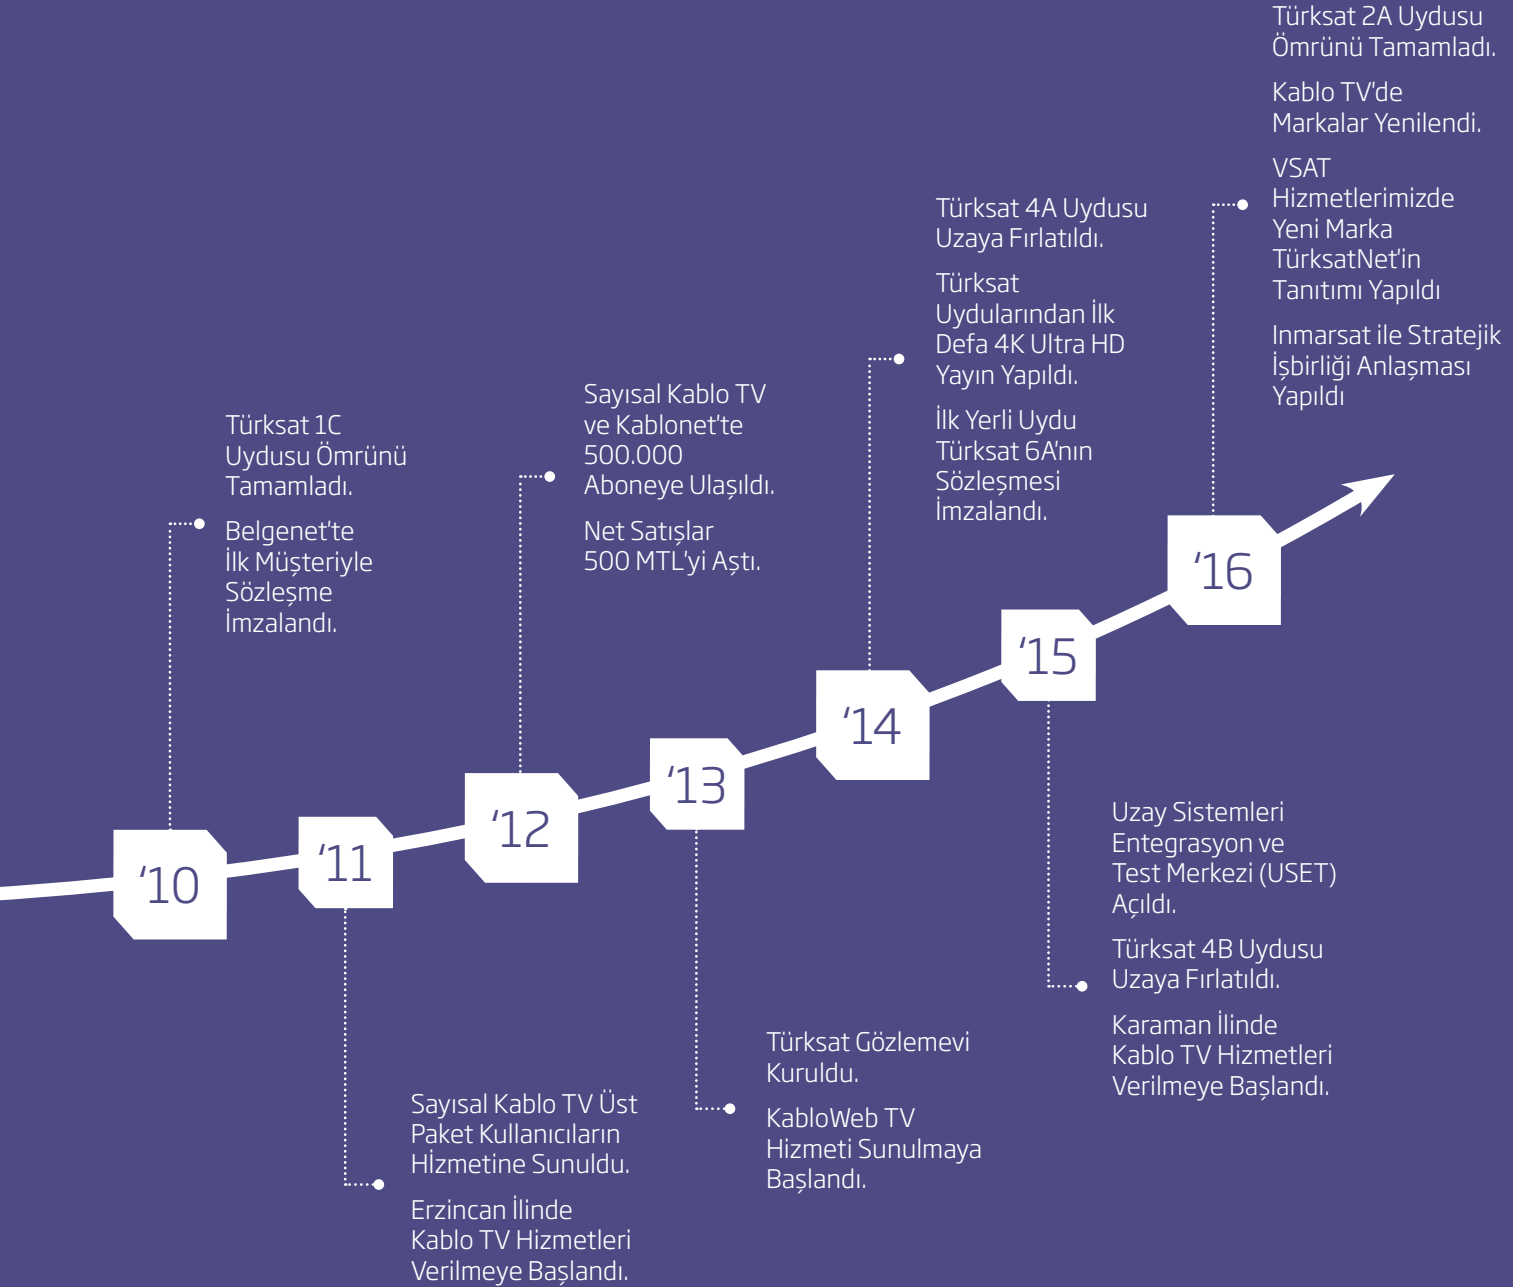 Türksat 1C
Uydusu Ömrünü
Tamamladı.
Belgenet'te
İlk Müşteriyle
Sözleşme
İmzalandı.
‘10
‘11
Sayısal Kablo TV Üst
Paket Kullanıcıların
Hİzmetine Sunuldu.
Erzincan İlinde
Kablo TV Hizmetleri
Verilmeye Başlandı.
Sayısal Kablo TV
ve Kablonet'te
500.000
Aboneye Ulaşıldı.
Net Satışlar
500 MTL'yi Aştı.
‘12
‘13
Türksat Gözlemevi
Kuruldu.
KabloWeb TV
Hizmeti Sunulmaya
Başlandı.
Türksat 4A Uydusu
Uzaya Fırlatıldı.
Türksat
Uydularından İlk
Defa 4K Ultra HD
Yayın Yapıldı.
İlk Yerli Uydu
Türksat 6A'nın
Sözleşmesi
İmzalandı.
‘14
‘15
Uzay Sistemleri
Entegrasyon ve
Test Merkezi (USET)
Açıldı.
Türksat 4B Uydusu
Uzaya Fırlatıldı.
Karaman İlinde
Kablo TV Hizmetleri
Verilmeye Başlandı.
Türksat 2A Uydusu
Ömrünü Tamamladı.
Kablo TV'de
Markalar Yenilendi.
VSAT
Hizmetlerimizde
Yeni Marka
TürksatNet'in
Tanıtımı Yapıldı
Inmarsat ile Stratejik
İşbirliği Anlaşması
Yapıldı
‘16